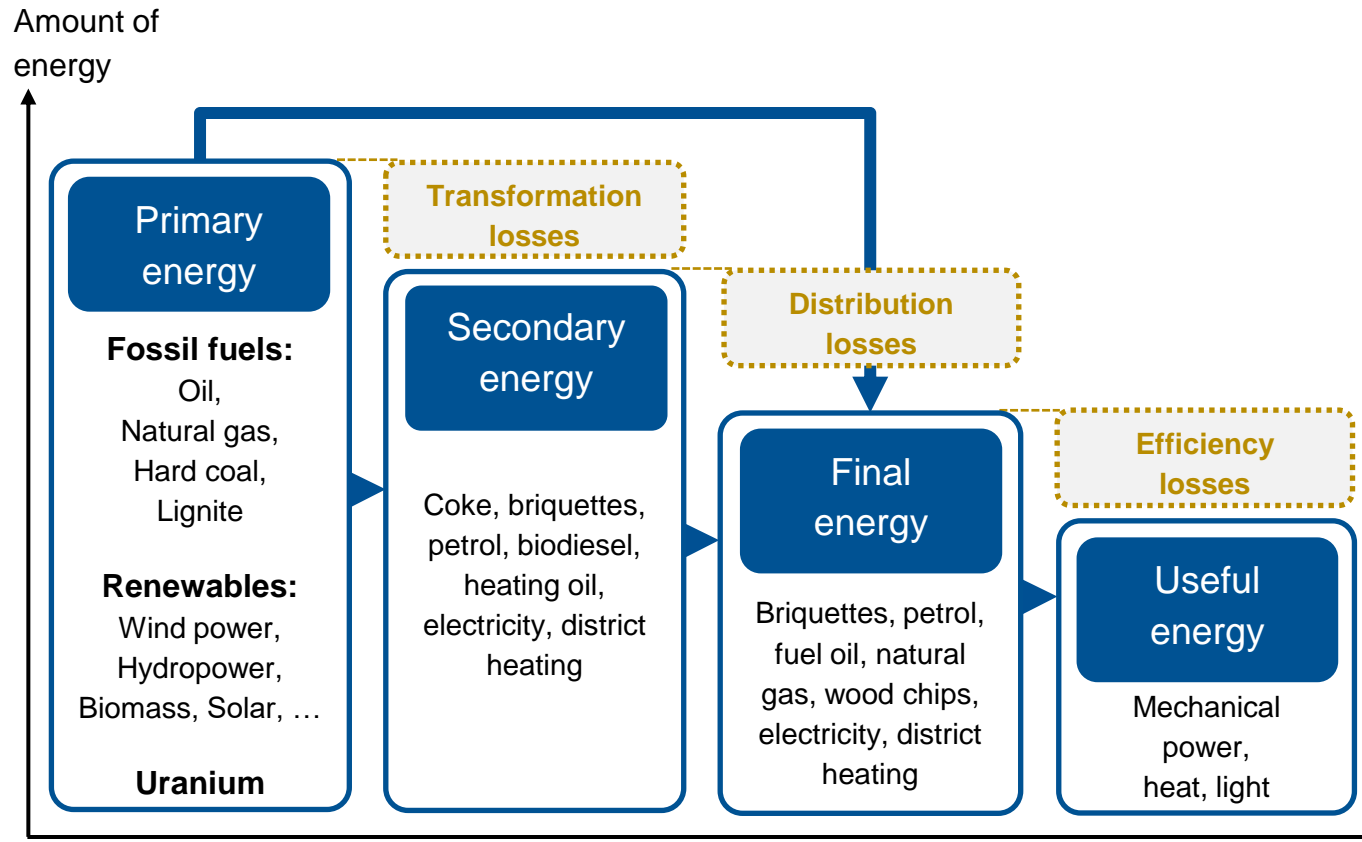 Amount of
energy
Primary
energy
Fossil fuels:
Oil,
Natural gas,
Hard coal,
Lignite
Renewables:
Wind power,
Hydropower,
Biomass, Solar, …
Uranium
Transformation
losses
Secondary
energy
Coke, briquettes,
petrol, biodiesel,
heating oil,
electricity, district
heating
Distribution
losses
Final
energy
Briquettes, petrol,
fuel oil, natural
gas, wood chips,
electricity, district
heating
Efficiency
losses
Useful
energy
Mechanical
power,
heat, light